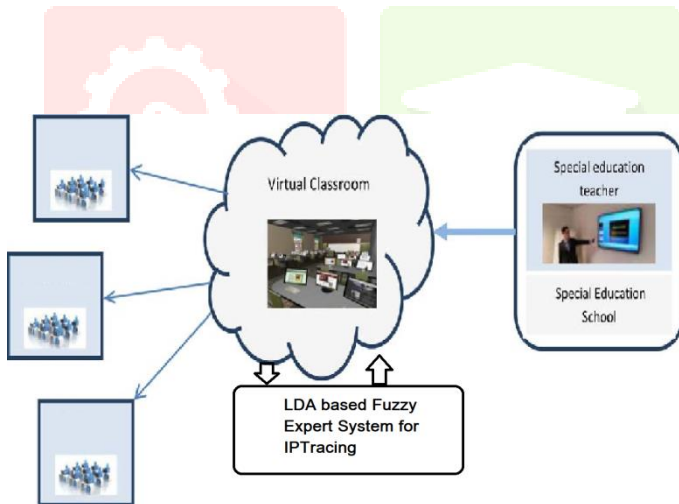 Virtual Classroom
Special education
teacher
Special Education
School
LDA based Fuzzy
Expert System for
IPTracing